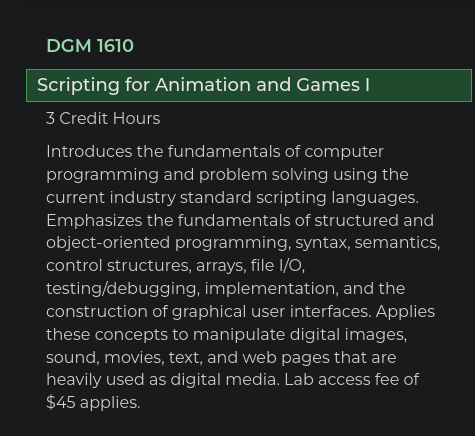 DGM 1610
Scripting for Animation and Games I
3 Credit Hours
Introduces the fundamentals of computer
programming and problem solving using the
current industry standard scripting languages.
Emphasizes the fundamentals of structured and
object-oriented programming, syntax, semantics,
control structures, arrays, file I/O,
testing/debugging, implementation, and the
construction of graphical user interfaces. Applies
these concepts to manipulate digital images,
sound, movies, text, and web pages that are
heavily used as digital media. Lab access fee of
$45 applies.